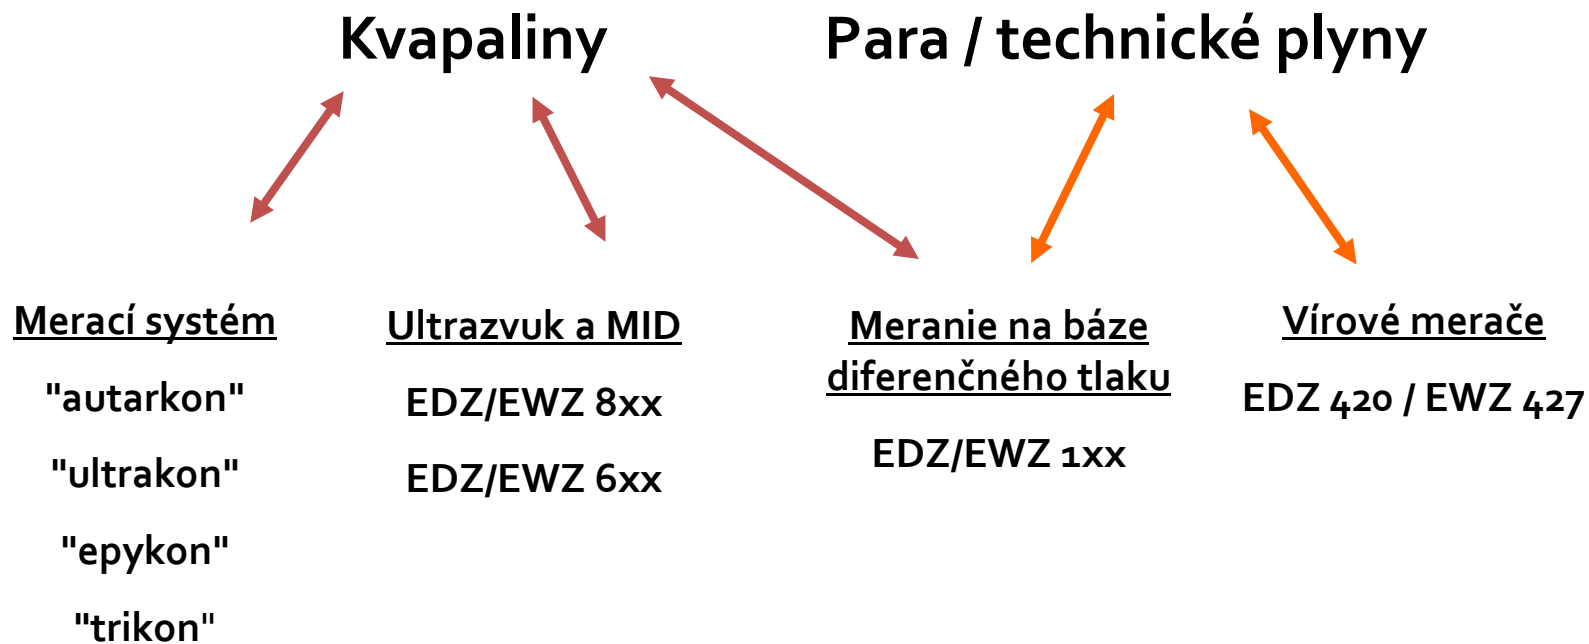 Kvapaliny
Para / technické plyny
Merací systém
"autarkon"
"ultrakon"
"epykon"
"trikon"
Ultrazvuk a MID
EDZ/EWZ 8xx
EDZ/EWZ 6xx
Meranie na báze
diferenčného tlaku
EDZ/EWZ 1xx
Vírové merače
EDZ 420 / EWZ 427